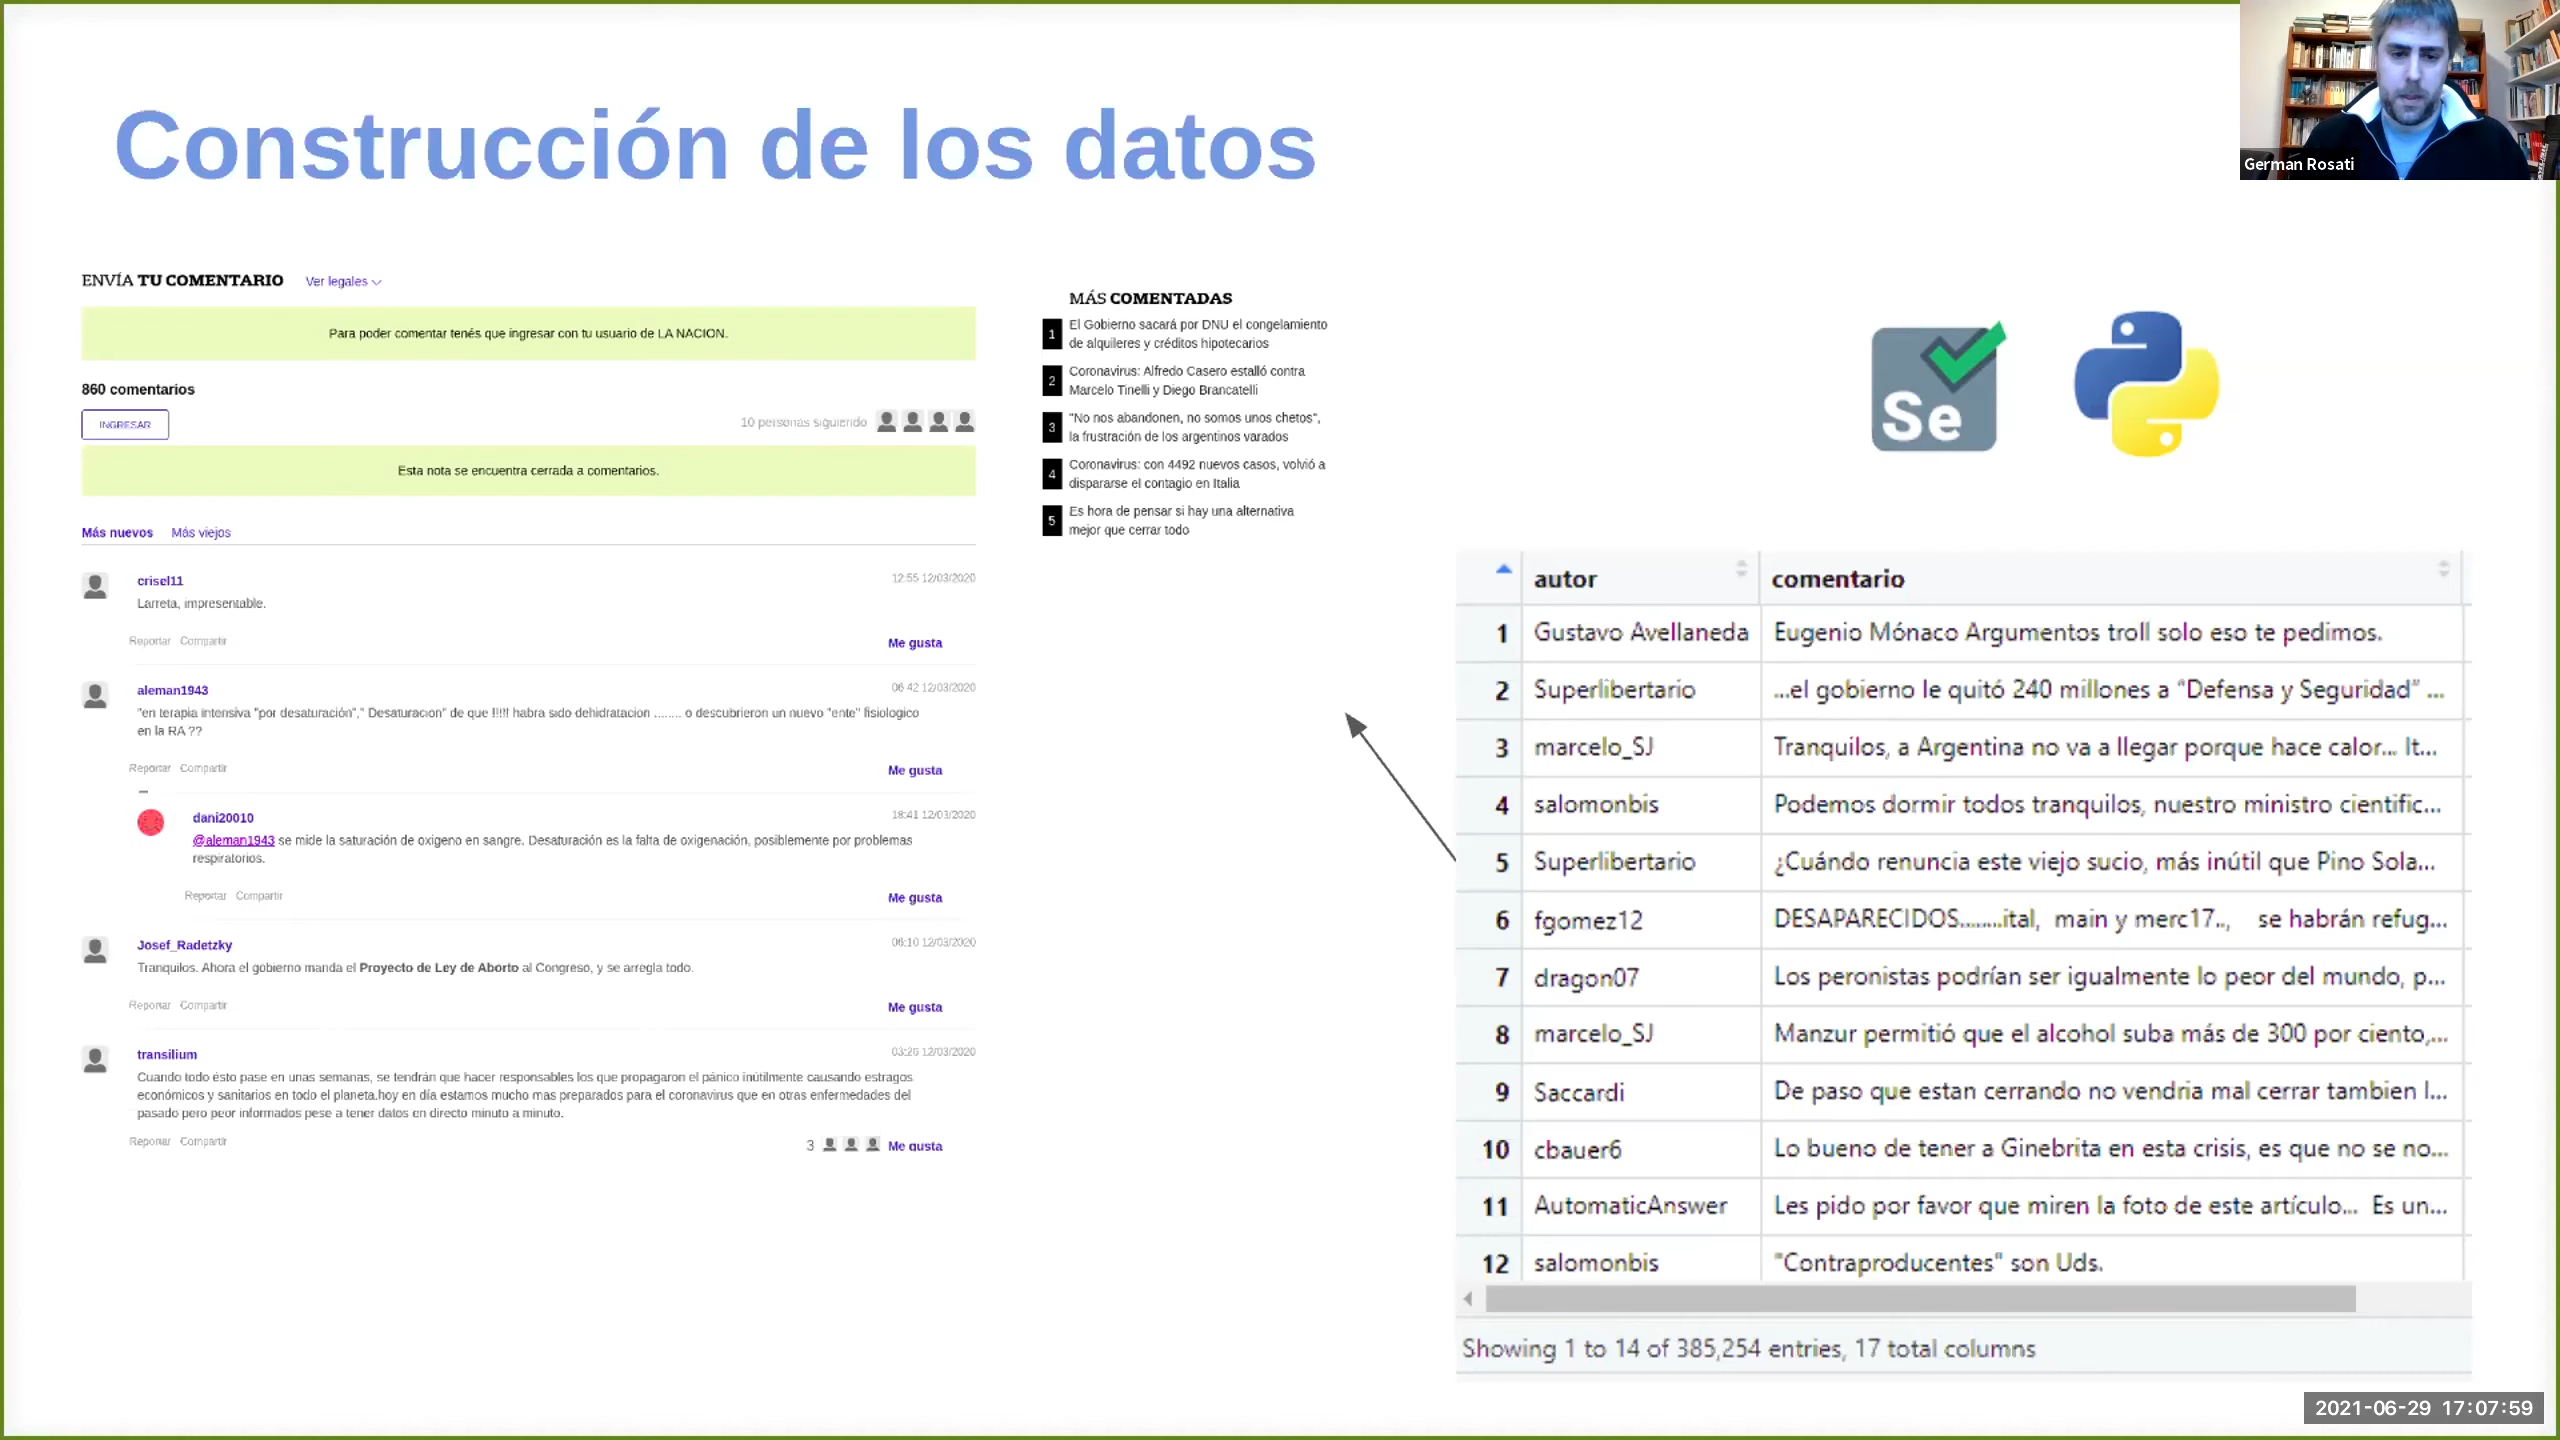 Construcción de los datos
German Rosati
ENVÍA TU COMENTARIO Ver legales
Para poder comentar tenés que ingresar con tu usuario de LA NACION.
860 comentarios
INGRESAR
10 personas siguiendo
Esta nota se encuentra cerrada a comentarios.
Más nuevos Más viejos
crisel11 12:55 12/03/2020
Larreta, impresentable.
Reportar Compartir
Me gusta
aleman1943 06:42 12/03/2020
"en terapia intensiva "por desaturación"," Desaturacion" de que !!!!! habra sido dehidratacion ........ o descubrieron un nuevo "ente" fisiologico
en la RA ??
Reportar Compartir
Me gusta
dani20010 18:41 12/03/2020
@aleman1943 se mide la saturación de oxigeno en sangre. Desaturación es la falta de oxigenación, posiblemente por problemas
respiratorios.
Reportar Compartir
Me gusta
Josef_Radetzky 06:10 12/03/2020
Tranquilos. Ahora el gobierno manda el Proyecto de Ley de Aborto al Congreso, y se arregla todo.
Reportar Compartir
Me gusta
transilium 03:26 12/03/2020
Cuando todo ésto pase en unas semanas, se tendrán que hacer responsables los que propagaron el pánico inútilmente causando estragos
económicos y sanitarios en todo el planeta.hoy en día estamos mucho mas preparados para el coronavirus que en otras enfermedades del
pasado pero peor informados pese a tener datos en directo minuto a minuto.
Reportar Compartir
3 Me gusta
MÁS COMENTADAS
1 El Gobierno sacará por DNU el congelamiento
de alquileres y créditos hipotecarios
2 Coronavirus: Alfredo Casero estalló contra
Marcelo Tinelli y Diego Brancatelli
3 "No nos abandonen, no somos unos chetos",
la frustración de los argentinos varados
4 Coronavirus: con 4492 nuevos casos, volvió a
dispararse el contagio en Italia
5 Es hora de pensar si hay una alternativa
mejor que cerrar todo
Se
autor comentario
1 Gustavo Avellaneda Eugenio Mónaco Argumentos troll solo eso te pedimos.
2 Superlibertario ...el gobierno le quitó 240 millones a “Defensa y Seguridad” ...
3 marcelo_SJ Tranquilos, a Argentina no va a llegar porque hace calor... It...
4 salomonbis Podemos dormir todos tranquilos, nuestro ministro cientific...
5 Superlibertario ¿Cuándo renuncia este viejo sucio, más inútil que Pino Sola...
6 fgomez12 DESAPARECIDOS........ital, main y merc17.., se habrán refug...
7 dragon07 Los peronistas podrían ser igualmente lo peor del mundo, p...
8 marcelo_SJ Manzur permitió que el alcohol suba más de 300 por ciento,...
9 Saccardi De paso que estan cerrando no vendria mal cerrar tambien l...
10 cbauer6 Lo bueno de tener a Ginebrita en esta crisis, es que no se no...
11 AutomaticAnswer Les pido por favor que miren la foto de este artículo... Es un...
12 salomonbis "Contraproducentes" son Uds.
Showing 1 to 14 of 385,254 entries, 17 total columns
2021-06-29 17:07:59